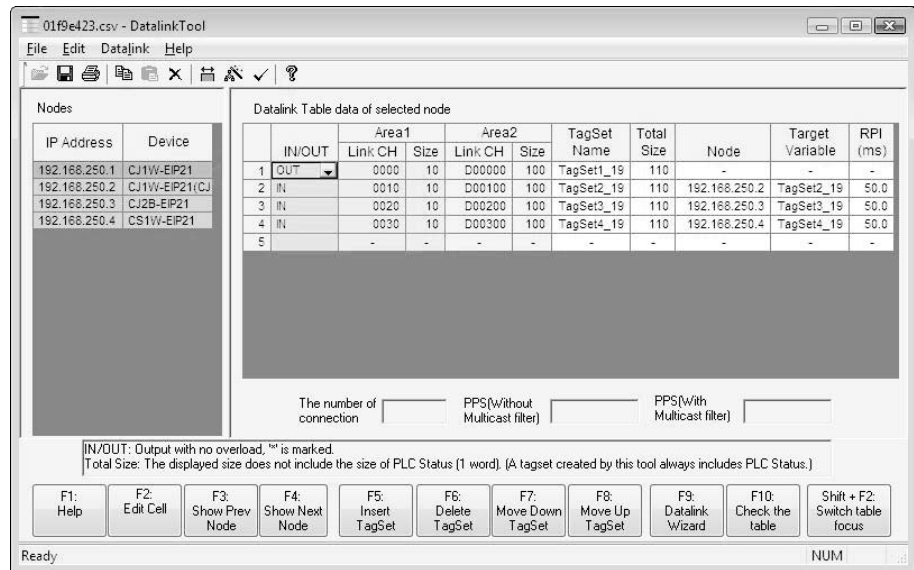 01f9e423.csv - DatalinkTool
File Edit Datalink Help
Nodes
IP Address Device
192.168.250.1 CJ1W-EIP21
192.168.250.2 CJ1W-EIP21(CJ
192.168.250.3 CJ2B-EIP21
192.168.250.4 CS1W-EIP21
Datalink Table data of selected node
IN/OUT Area1 Link CH Size Area2 Link CH Size TagSet Name Total Size Node Target Variable RPI (ms)
1 OUT 0000 10 D00000 100 TagSet1_19 110 - - -
2 IN 0010 10 D00100 100 TagSet2_19 110 192.168.250.2 TagSet2_19 50.0
3 IN 0020 10 D00200 100 TagSet3_19 110 192.168.250.3 TagSet3_19 50.0
4 IN 0030 10 D00300 100 TagSet4_19 110 192.168.250.4 TagSet4_19 50.0
5 - - - - - - - - -
The number of connection
PPS(Without Multicast filter)
PPS(With Multicast filter)
IN/OUT: Output with no overload, '*' is marked.
Total Size: The displayed size does not include the size of PLC Status (1 word). (A tagset created by this tool always includes PLC Status.)
F1: Help
F2: Edit Cell
F3: Show Prev Node
F4: Show Next Node
F5: Insert TagSet
F6: Delete TagSet
F7: Move Down TagSet
F8: Move Up TagSet
F9: Datalink Wizard
F10: Check the table
Shift + F2: Switch table focus
Ready NUM